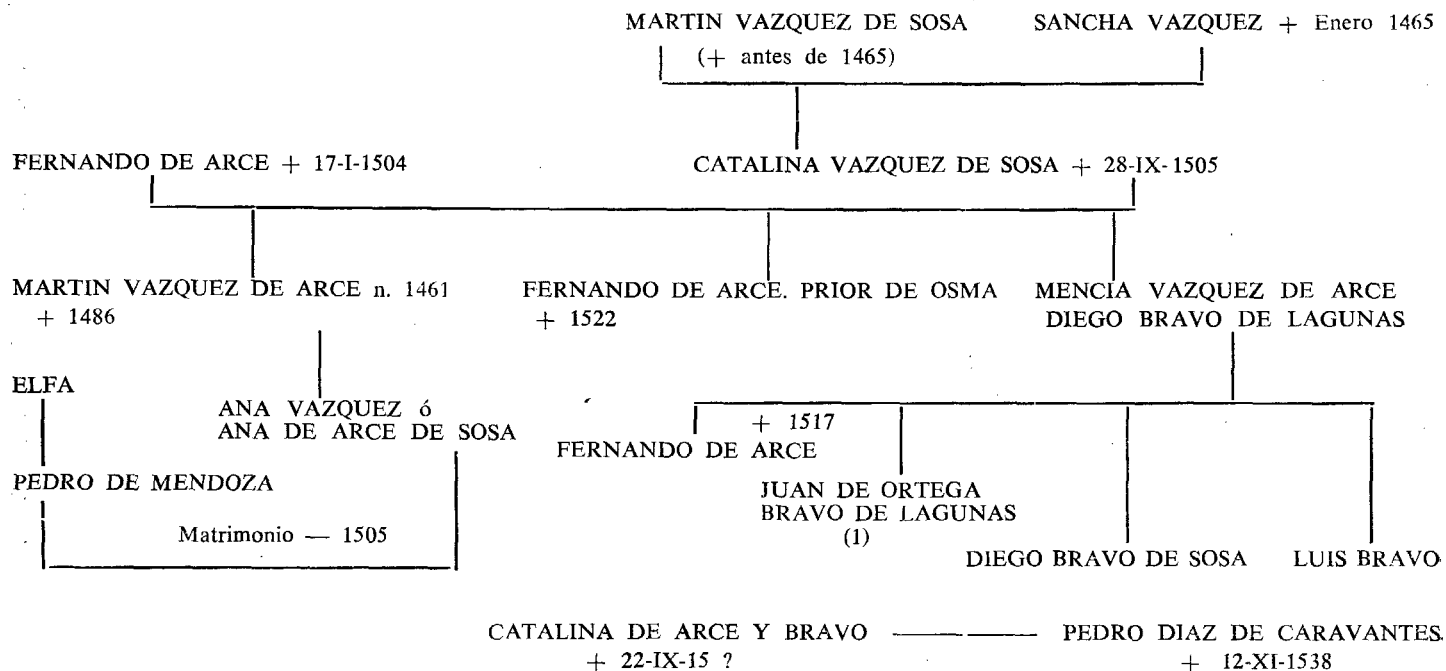 MARTIN VAZQUEZ DE SOSA SANCHA VAZQUEZ + Enero 1465
(+ antes de 1465)
FERNANDO DE ARCE + 17-I-1504 CATALINA VAZQUEZ DE SOSA + 28-IX-1505
MARTIN VAZQUEZ DE ARCE n. 1461 FERNANDO DE ARCE. PRIOR DE OSMA MENCIA VAZQUEZ DE ARCE
+ 1486 + 1522 DIEGO BRAVO DE LAGUNAS
ELFA
ANA VAZQUEZ ó
ANA DE ARCE DE SOSA
+ 1517
FERNANDO DE ARCE
PEDRO DE MENDOZA
JUAN DE ORTEGA
BRAVO DE LAGUNAS
(1)
Matrimonio — 1505
DIEGO BRAVO DE SOSA LUIS BRAVO
CATALINA DE ARCE Y BRAVO ——— PEDRO DIAZ DE CARAVANTES.
+ 22-IX-15 ? + 12-XI-1538